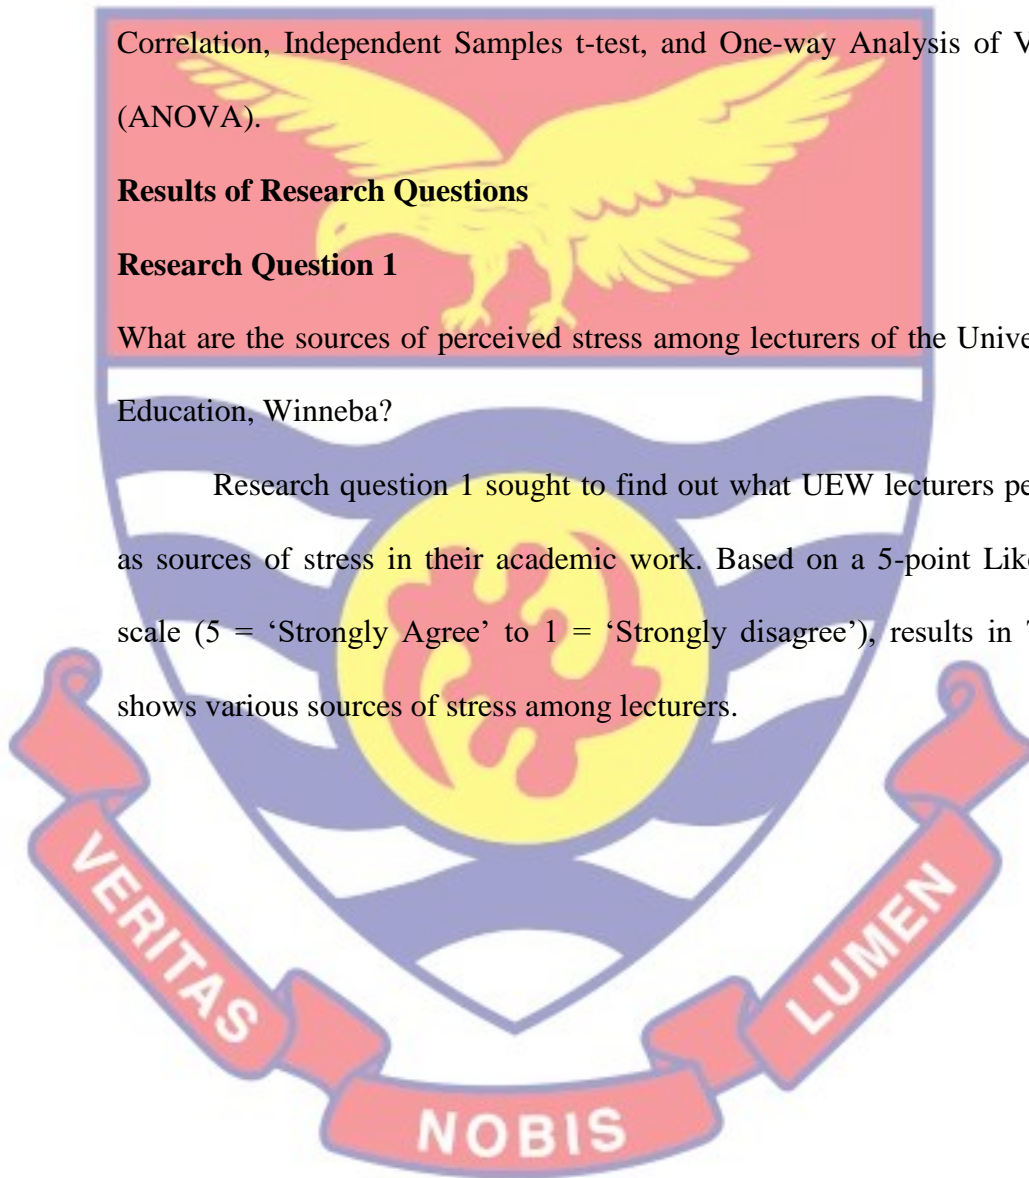 Correlation, Independent Samples t-test, and One-way Analysis of V
(ANOVA).
Results of Research Questions
Research Question 1
What are the sources of perceived stress among lecturers of the Unive
Education, Winneba?
Research question 1 sought to find out what UEW lecturers pe
as sources of stress in their academic work. Based on a 5-point Like
scale (5 = ‘Strongly Agree’ to 1 = ‘Strongly disagree’), results in
shows various sources of stress among lecturers.
VERITAS
NOBIS
LUMEN